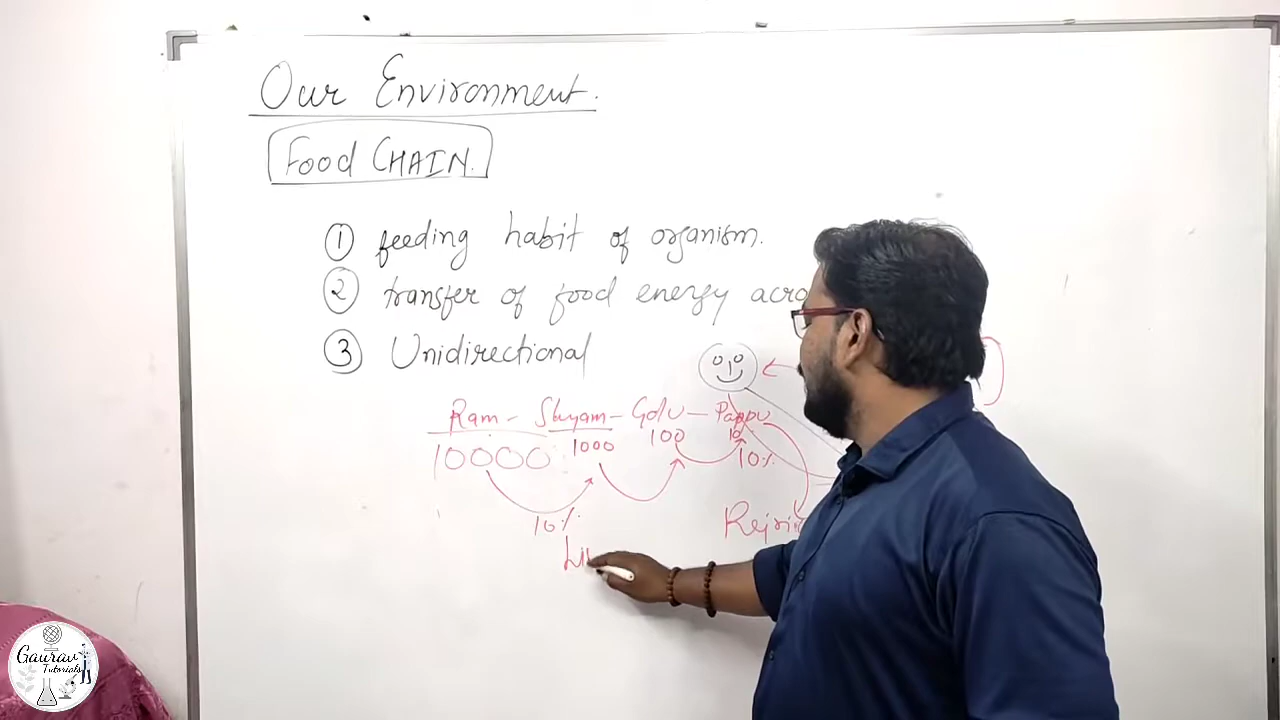 Our Environment.
Food CHAIN.
① feeding habit of organism.
② transfer of food energy acro
③ Unidirectional
Ram - Shyam - Golu - Pappu
10000 1000 100 10
10%
10%
Gaurav
Tutorials